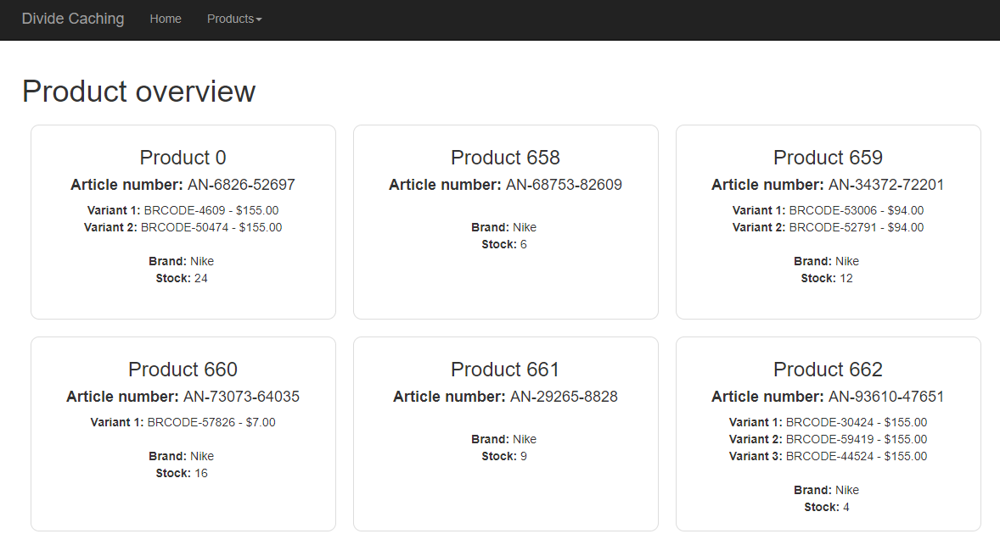 Divide Caching Home Products
Product overview
Product 0
Article number: AN-6826-52697
Variant 1: BRCODE-4609 - $155.00
Variant 2: BRCODE-50474 - $155.00
Brand: Nike
Stock: 24
Product 658
Article number: AN-68753-82609
Brand: Nike
Stock: 6
Product 659
Article number: AN-34372-72201
Variant 1: BRCODE-53006 - $94.00
Variant 2: BRCODE-52791 - $94.00
Brand: Nike
Stock: 12
Product 660
Article number: AN-73073-64035
Variant 1: BRCODE-57826 - $7.00
Brand: Nike
Stock: 16
Product 661
Article number: AN-29265-8828
Brand: Nike
Stock: 9
Product 662
Article number: AN-93610-47651
Variant 1: BRCODE-30424 - $155.00
Variant 2: BRCODE-59419 - $155.00
Variant 3: BRCODE-44524 - $155.00
Brand: Nike
Stock: 4